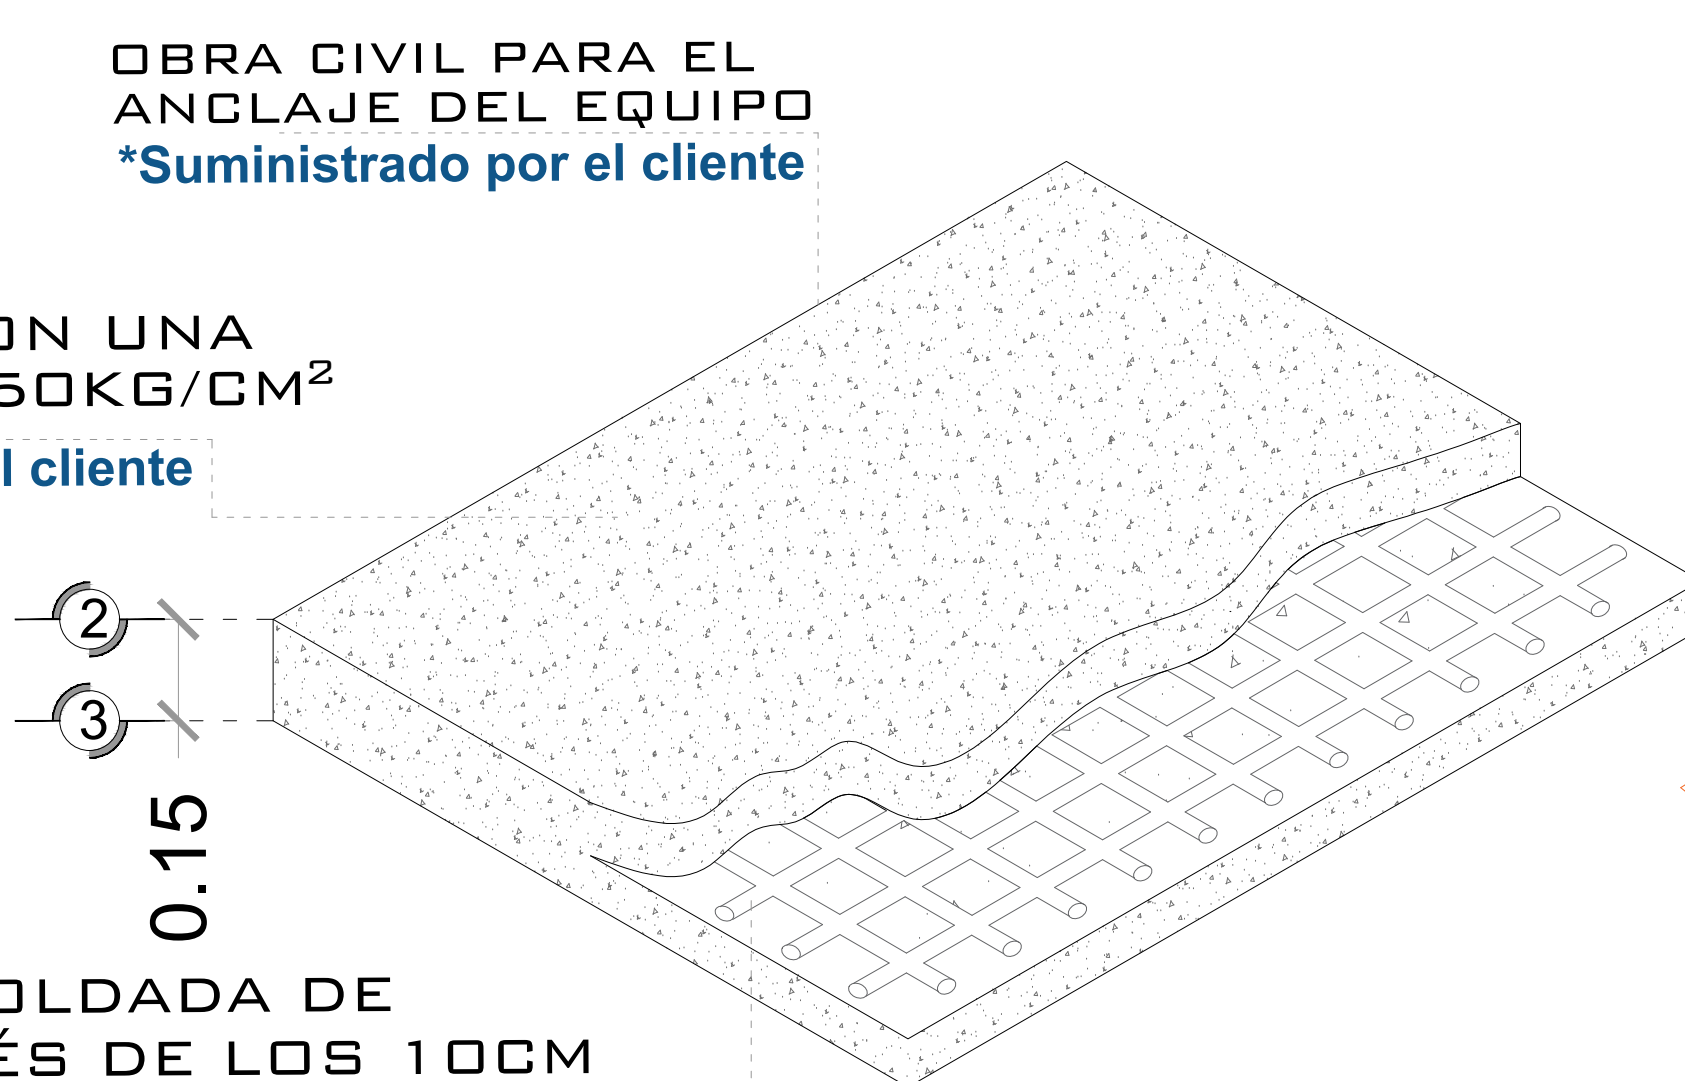 OBRA CIVIL PARA EL
ANCLAJE DEL EQUIPO
*Suministrado por el cliente
ON UNA
50KG/CM²
l cliente
2
3
0.15
OLDADA DE
ÉS DE LOS 10CM